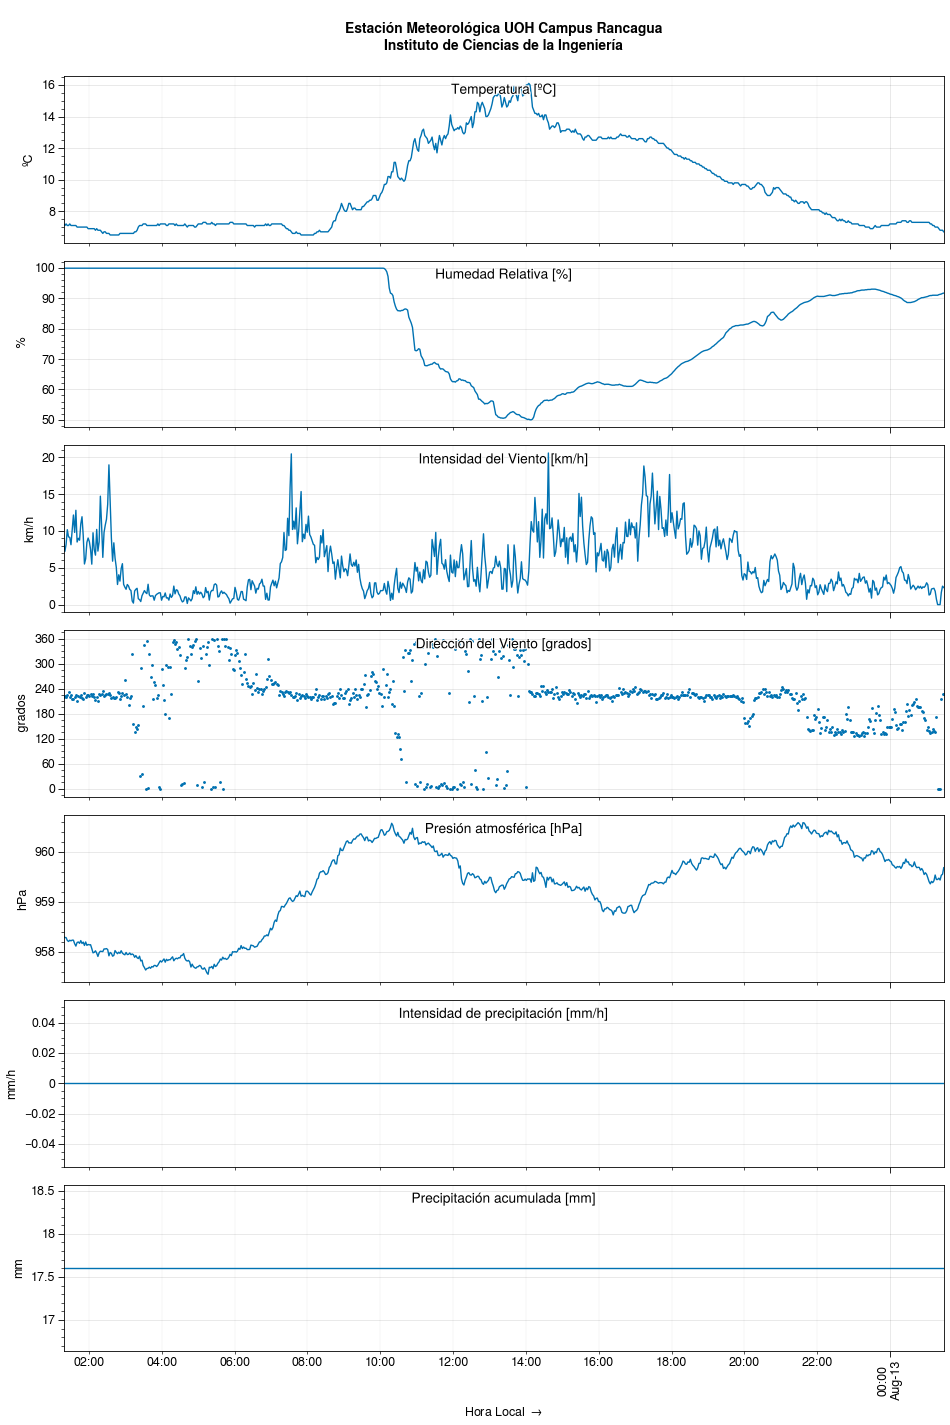 Estación Meteorológica UOH Campus Rancagua
Instituto de Ciencias de la Ingeniería
Temperatura [ºC]
ºC
16
14
12
10
8
Humedad Relativa [%]
%
100
90
80
70
60
50
Intensidad del Viento [km/h]
km/h
20
15
10
5
0
Dirección del Viento [grados]
grados
360
300
240
180
120
60
0
Presión atmosférica [hPa]
hPa
960
959
958
Intensidad de precipitación [mm/h]
mm/h
0.04
0.02
0
−0.02
−0.04
Precipitación acumulada [mm]
mm
18.5
18
17.5
17
02:00 04:00 06:00 08:00 10:00 12:00 14:00 16:00 18:00 20:00 22:00 00:00
Aug-13
Hora Local →